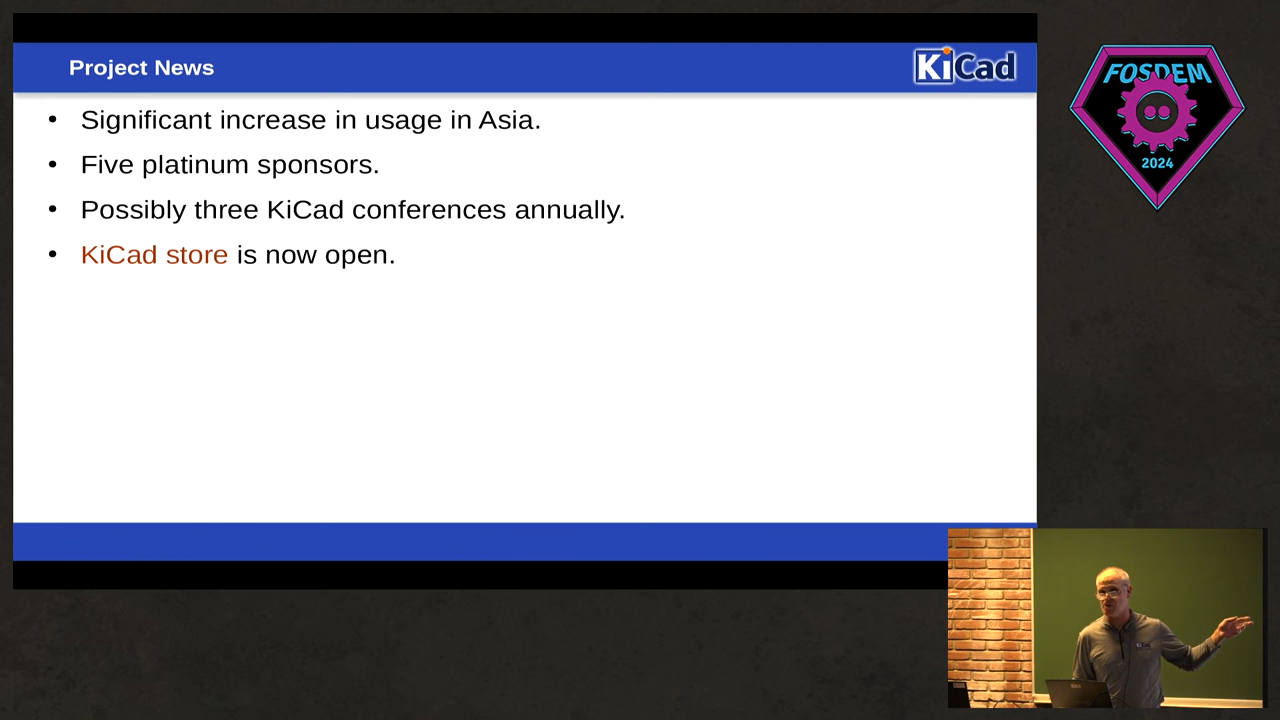 Project News
KiCad
• Significant increase in usage in Asia.
• Five platinum sponsors.
• Possibly three KiCad conferences annually.
• KiCad store is now open.
FOSDEM
2024